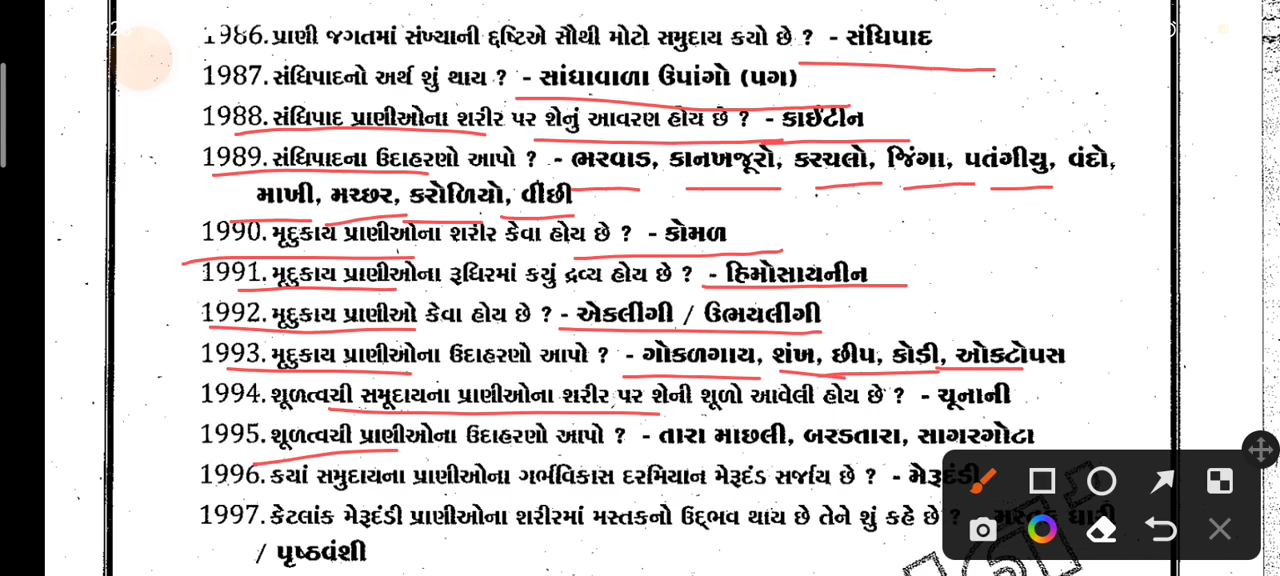 1986. પ્રાણી જગતમાં સંખ્યાની દૃષ્ટિએ સૌથી મોટો સમુદાય કયો છે ? - સંધિપાદ
1987. સંધિપાદનો અર્થ શું થાય ? - સાંધાવાળા ઉપાંગો (પગ)
1988. સંધિપાદ પ્રાણીઓના શરીર પર શેનું આવરણ હોય છે ? - કાઈટીન
1989. સંધિપાદના ઉદાહરણો આપો ? - ભરવાડ, કાનખજૂરો, કરચલો, જિંગા, પતંગીયુ, વંદો,
માખી, મચ્છર, કરોળિયો, વીંછી
1990. મૃદુકાય પ્રાણીઓના શરીર કેવા હોય છે ? - કોમળ
1991. મૃદુકાય પ્રાણીઓના રૂધિરમાં કયું દ્રવ્ય હોય છે ? - હિમોસાયનીન
1992. મૃદુકાય પ્રાણીઓ કેવા હોય છે ? - એકલીંગી / ઉભયલીંગી
1993. મૃદુકાય પ્રાણીઓના ઉદાહરણો આપો ? - ગોકળગાય, શંખ, છીપ, કોડી, ઓક્ટોપસ
1994. શૂળત્વચી સમૂદાયના પ્રાણીઓના શરીર પર શેની શૂળો આવેલી હોય છે ? - ચૂનાની
1995. શૂળત્વચી પ્રાણીઓના ઉદાહરણો આપો ? - તારા માછલી, બરડતારા, સાગરગોટા
1996. કયાં સમુદાયના પ્રાણીઓના ગર્ભવિકાસ દરમિયાન મેરૂદંડ સર્જાય છે ? - મેરૂદંડી
1997. કેટલાંક મેરૂદંડી પ્રાણીઓના શરીરમાં મસ્તકનો ઉદ્ભવ થાય છે તેને શું કહે છે ?
/ પૃષ્ઠવંશી